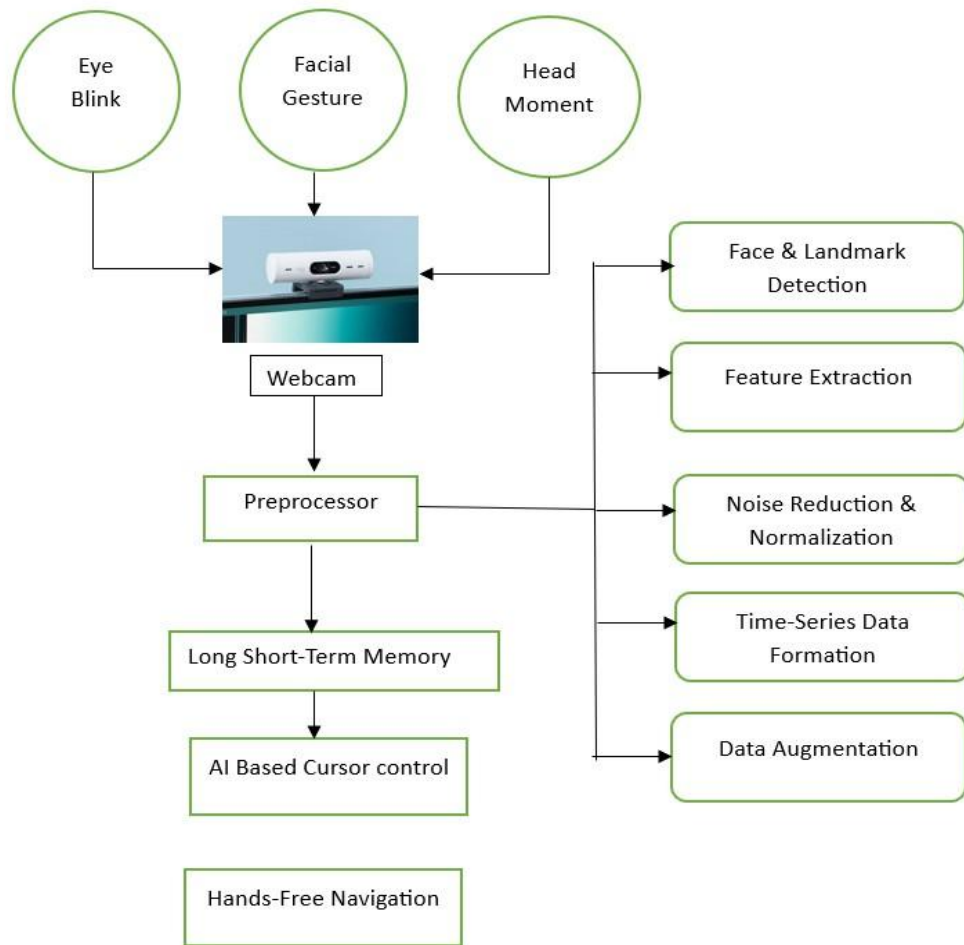 Eye
Blink
Facial
Gesture
Head
Moment
Webcam
Preprocessor
Long Short-Term Memory
AI Based Cursor control
Hands-Free Navigation
Face & Landmark
Detection
Feature Extraction
Noise Reduction &
Normalization
Time-Series Data
Formation
Data Augmentation